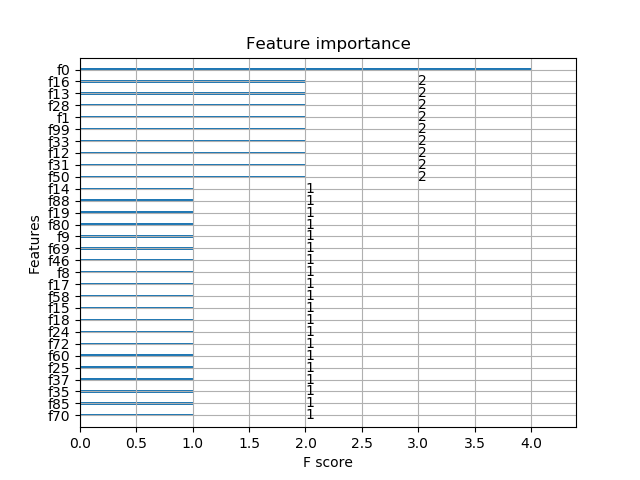 Feature importance
f0
f16 2
f13 2
f28 2
f1 2
f99 2
f33 2
f12 2
f31 2
f50 2
f14 1
f88 1
f19 1
f80 1
f9 1
f69 1
f46 1
f8 1
f17 1
f58 1
f15 1
f18 1
f24 1
f72 1
f60 1
f25 1
f37 1
f35 1
f85 1
f70 1
Features
0.0 0.5 1.0 1.5 2.0 2.5 3.0 3.5 4.0
F score